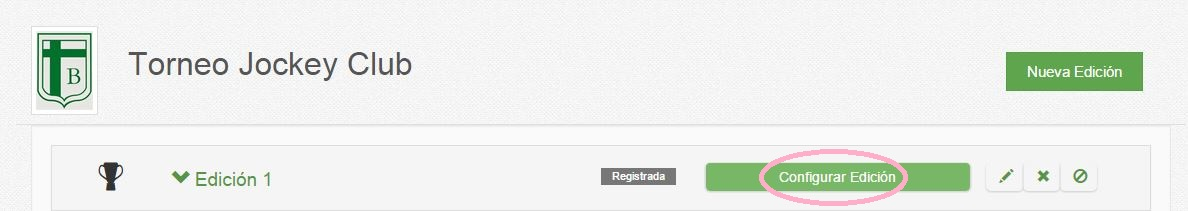 B
Torneo Jockey Club
Nueva Edición
Edición 1
Registrada
Configurar Edición